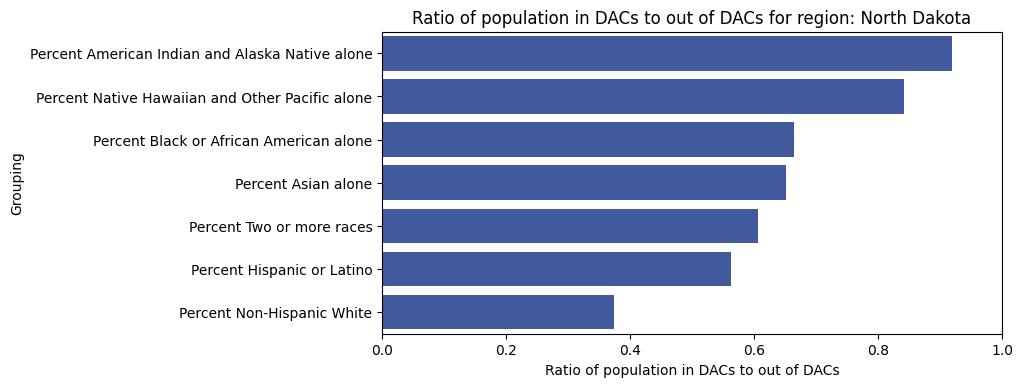 Ratio of population in DACs to out of DACs for region: North Dakota
Percent American Indian and Alaska Native alone
Percent Native Hawaiian and Other Pacific alone
Percent Black or African American alone
Percent Asian alone
Percent Two or more races
Percent Hispanic or Latino
Percent Non-Hispanic White
Grouping
0.0 0.2 0.4 0.6 0.8 1.0
Ratio of population in DACs to out of DACs